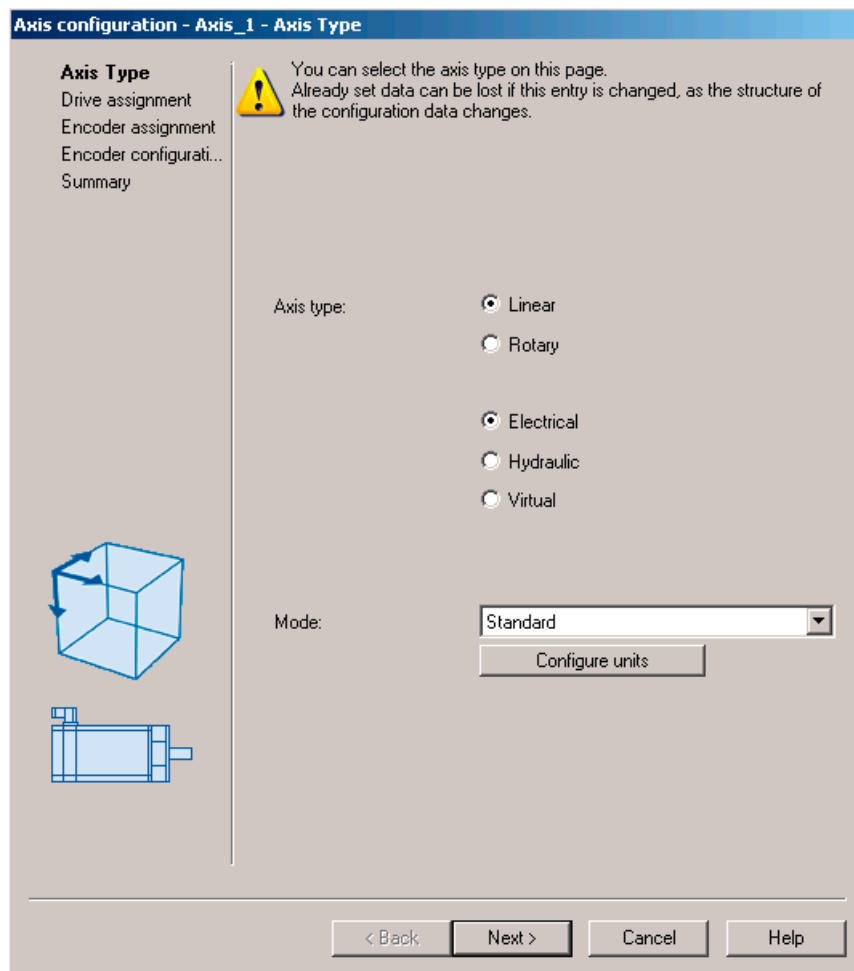 Axis configuration - Axis_1 - Axis Type
Axis Type
Drive assignment
Encoder assignment
Encoder configurati...
Summary
You can select the axis type on this page.
Already set data can be lost if this entry is changed, as the structure of
the configuration data changes.
Axis type:
Linear
Rotary
Electrical
Hydraulic
Virtual
Mode:
Standard
Configure units
< Back
Next >
Cancel
Help